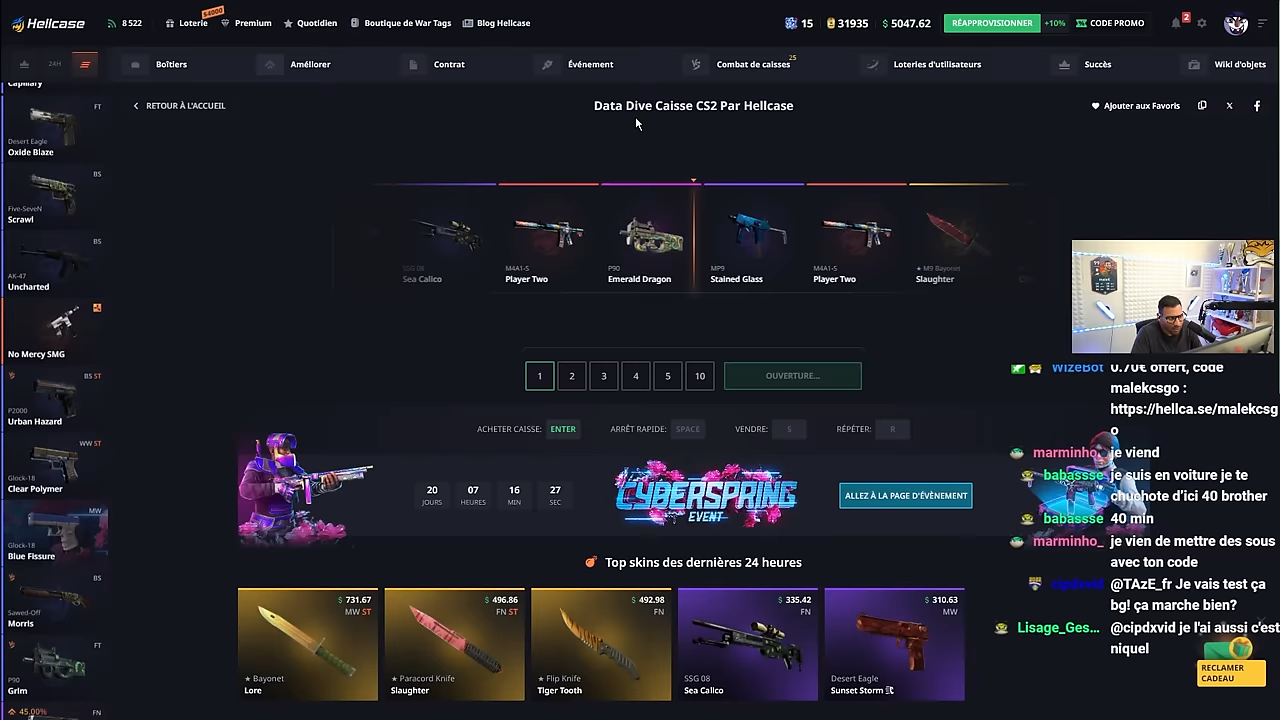 Hellcase
8 522
Loterie
$4000
Premium
Quotidien
Boutique de War Tags
Blog Hellcase
15
31935
$ 5047.62
RÉAPPROVISIONNER
+10%
CODE PROMO
2
24H
Boîtiers
Améliorer
Contrat
Événement
Combat de caisses
25
Loteries d'utilisateurs
Succès
Wiki d'objets
Capillary
FT
Desert Eagle
Oxide Blaze
BS
Five-SeveN
Scrawl
BS
AK-47
Uncharted
No Mercy SMG
BS ST
P2000
Urban Hazard
WW ST
Glock-18
Clear Polymer
MW
Glock-18
Blue Fissure
BS
Sawed-Off
Morris
FT
P90
Grim
45.00%
FN
RETOUR À L'ACCUEIL
Data Dive Caisse CS2 Par Hellcase
Ajouter aux Favoris
SSG 08
Sea Calico
M4A1-S
Player Two
P90
Emerald Dragon
MP9
Stained Glass
M4A1-S
Player Two
★ M9 Bayonet
Slaughter
1
2
3
4
5
10
OUVERTURE...
ACHETER CAISSE: ENTER
ARRÊT RAPIDE: SPACE
VENDRE: S
RÉPÉTER: R
20
JOURS
07
HEURES
16
MIN
27
SEC
CYBERSPRING
EVENT
ALLEZ À LA PAGE D'ÉVÈNEMENT
Top skins des dernières 24 heures
$ 731.67
MW ST
★ Bayonet
Lore
$ 496.86
FN ST
★ Paracord Knife
Slaughter
$ 492.98
FN
★ Flip Knife
Tiger Tooth
$ 335.42
FN
SSG 08
Sea Calico
$ 310.63
MW
Desert Eagle
Sunset Storm 弐
WizeBot 0.70€ offert, code
malekcsgo :
https://hellca.se/malekcsg
o
marminho_ je viend
babassse je suis en voiture je te
chuchote d'ici 40 brother
babassse 40 min
marminho_ je vien de mettre des sous
avec ton code
cipdxvid @TAzE_fr Je vais test ça
bg! ça marche bien?
Lisage_Ges... @cipdxvid je l'ai aussi c'est
niquel
RECLAMER
CADEAU